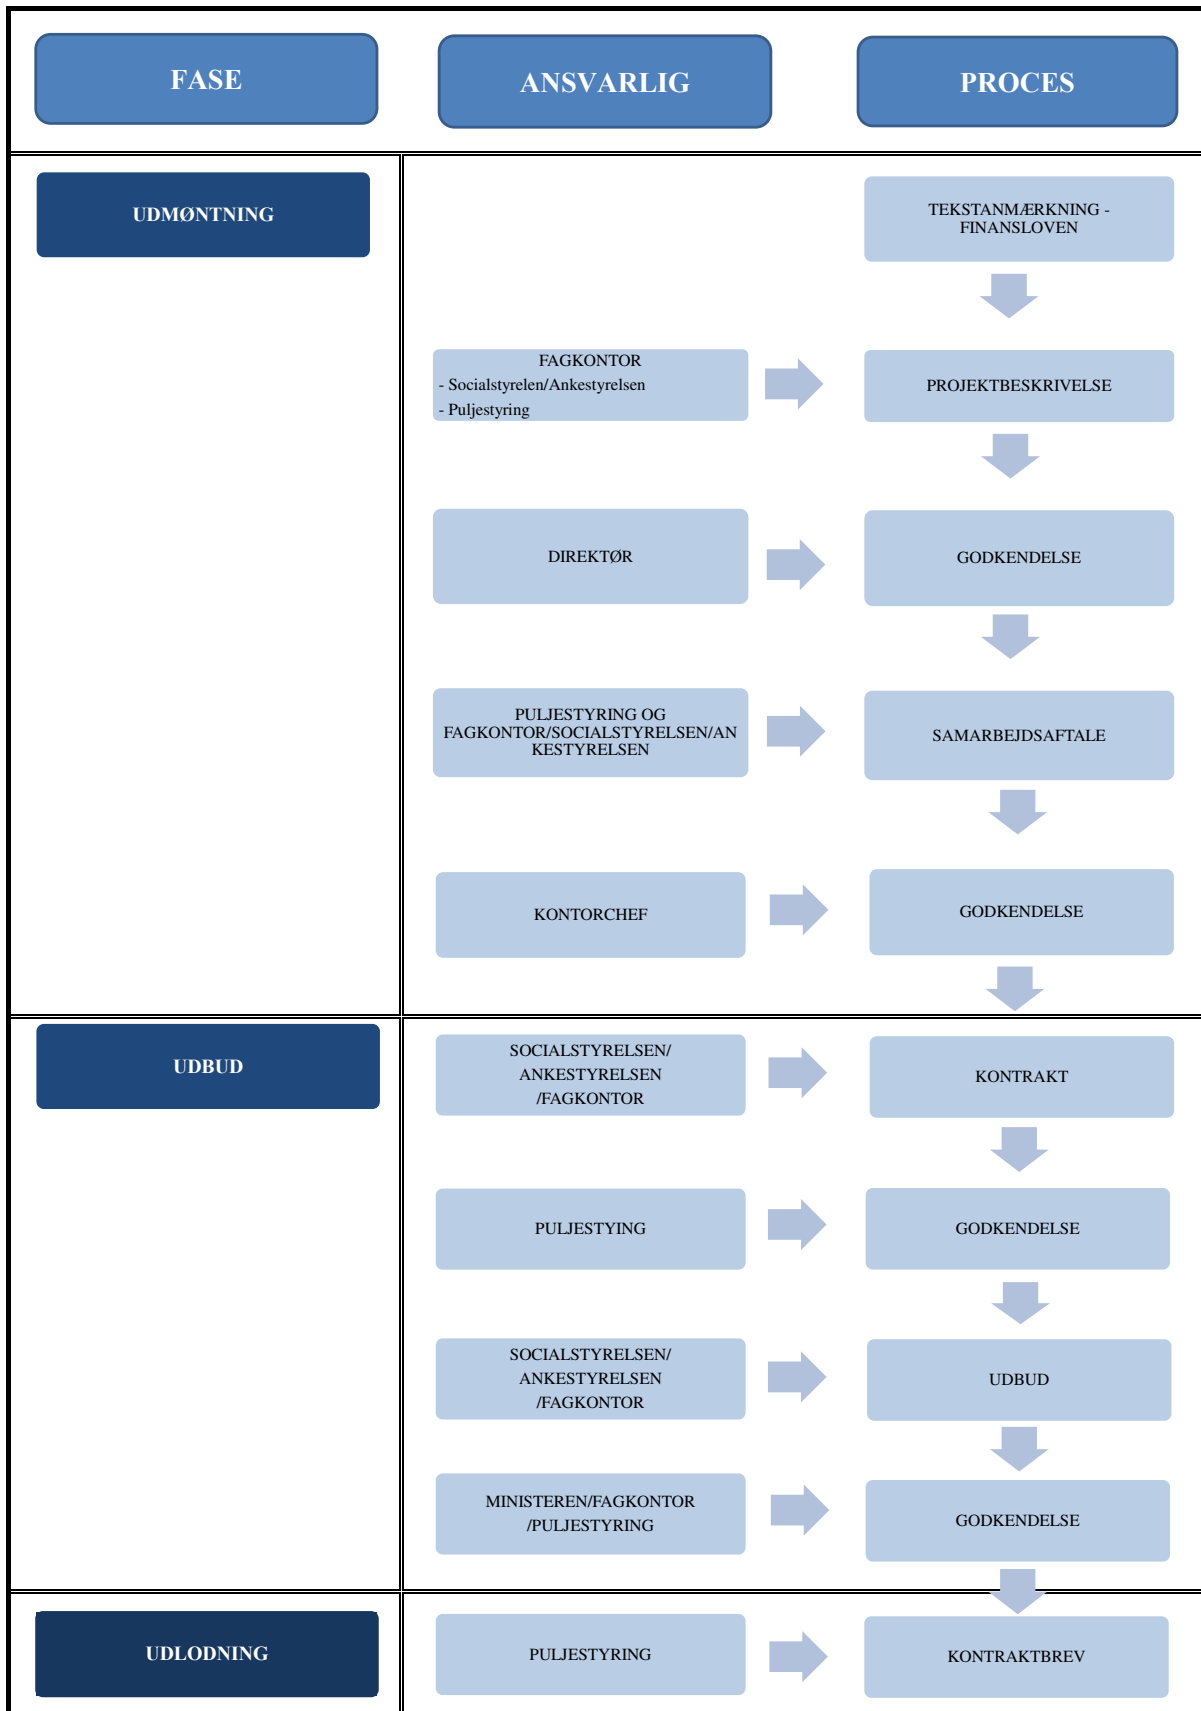 FASE
ANSVARLIG
PROCES
UDMØNTNING
TEKSTANMÆRKNING -
FINANSLOVEN
FAGKONTOR
- Socialstyrelen/Ankestyrelsen
- Puljestyring
PROJEKTBESKRIVELSE
DIREKTØR
GODKENDELSE
PULJESTYRING OG
FAGKONTOR/SOCIALSTYRELSEN/AN
KESTYRELSEN
SAMARBEJDSAFTALE
KONTORCHEF
GODKENDELSE
UDBUD
SOCIALSTYRELSEN/
ANKESTYRELSEN
/FAGKONTOR
KONTRAKT
PULJESTYING
GODKENDELSE
SOCIALSTYRELSEN/
ANKESTYRELSEN
/FAGKONTOR
UDBUD
MINISTEREN/FAGKONTOR
/PULJESTYRING
GODKENDELSE
UDLODNING
PULJESTYRING
KONTRAKTBREV